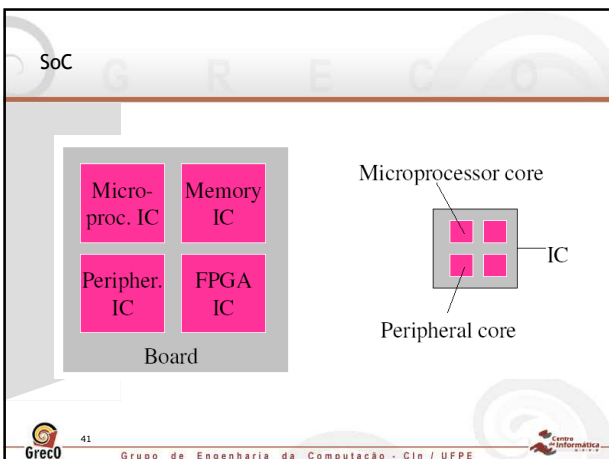 SoC
G R E C O
Micro-
proc. IC
Memory
IC
Peripher.
IC
FPGA
IC
Board
Microprocessor core
IC
Peripheral core
GrecO
41
Grupo de Engenharia da Computação - CIn / UFPE
Centro
de Informática
U F P E